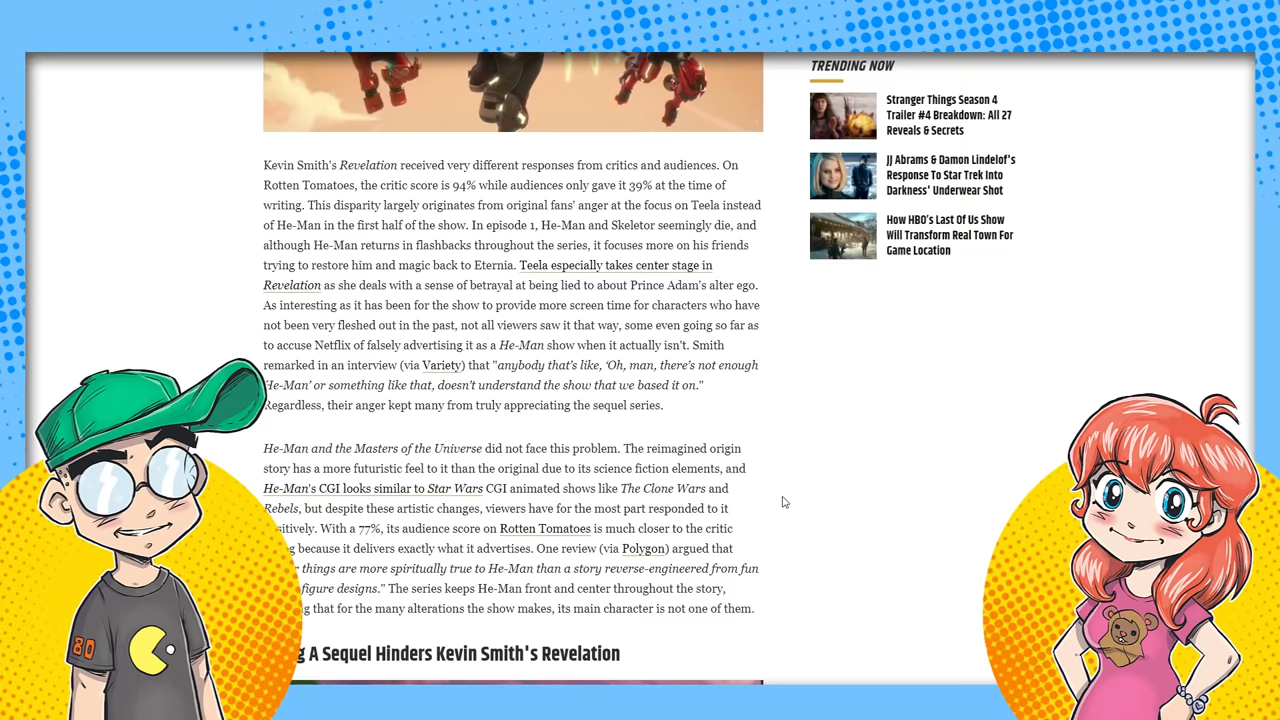 Kevin Smith's Revelation received very different responses from critics and audiences. On
Rotten Tomatoes, the critic score is 94% while audiences only gave it 39% at the time of
writing. This disparity largely originates from original fans' anger at the focus on Teela instead
of He-Man in the first half of the show. In episode 1, He-Man and Skeletor seemingly die, and
although He-Man returns in flashbacks throughout the series, it focuses more on his friends
trying to restore him and magic back to Eternia. Teela especially takes center stage in
Revelation as she deals with a sense of betrayal at being lied to about Prince Adam's alter ego.
As interesting as it has been for the show to provide more screen time for characters who have
not been very fleshed out in the past, not all viewers saw it that way, some even going so far as
to accuse Netflix of falsely advertising it as a He-Man show when it actually isn't. Smith
remarked in an interview (via Variety) that "anybody that's like, 'Oh, man, there's not enough
He-Man' or something like that, doesn't understand the show that we based it on."
Regardless, their anger kept many from truly appreciating the sequel series.
He-Man and the Masters of the Universe did not face this problem. The reimagined origin
story has a more futuristic feel to it than the original due to its science fiction elements, and
He-Man's CGI looks similar to Star Wars CGI animated shows like The Clone Wars and
Rebels, but despite these artistic changes, viewers have for the most part responded to it
sitively. With a 77%, its audience score on Rotten Tomatoes is much closer to the critic
because it delivers exactly what it advertises. One review (via Polygon) argued that
things are more spiritually true to He-Man than a story reverse-engineered from fun
figure designs." The series keeps He-Man front and center throughout the story,
g that for the many alterations the show makes, its main character is not one of them.
g A Sequel Hinders Kevin Smith's Revelation
TRENDING NOW
Stranger Things Season 4
Trailer #4 Breakdown: All 27
Reveals & Secrets
JJ Abrams & Damon Lindelof's
Response To Star Trek Into
Darkness' Underwear Shot
How HBO's Last Of Us Show
Will Transform Real Town For
Game Location
80